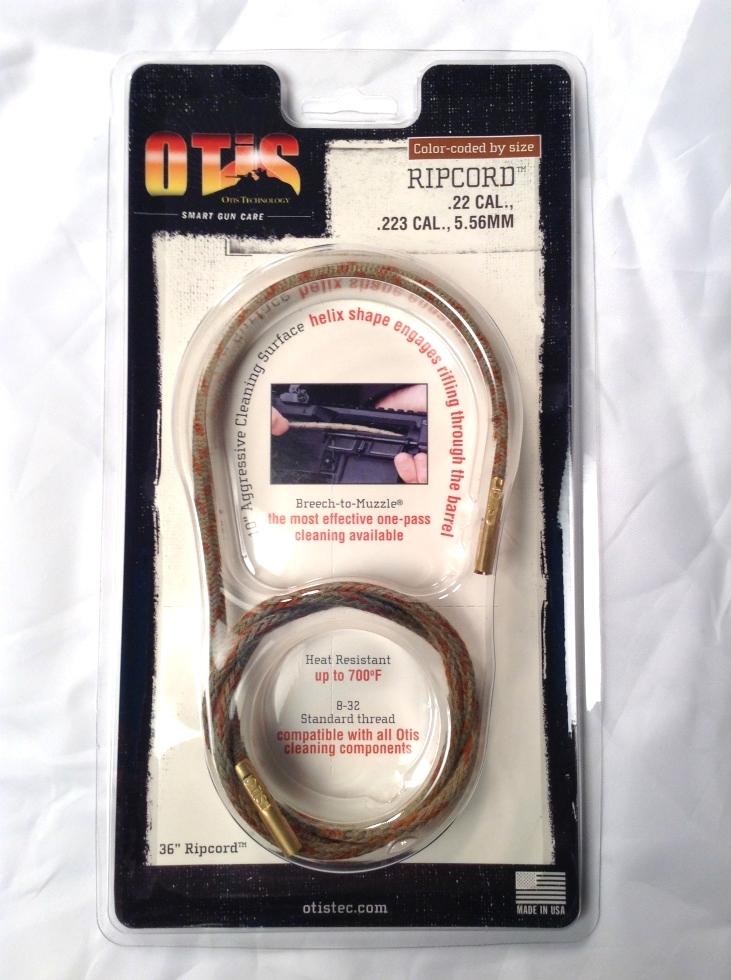 OTIS
OTIS TECHNOLOGY
SMART GUN CARE
Color-coded by size
RIPCORD™
.22 CAL.,
.223 CAL., 5.56MM
10" Aggressive Cleaning Surface helix shape engages rifling through the barrel
Breech-to-Muzzle®
the most effective one-pass
cleaning available
Heat Resistant
up to 700°F
8-32
Standard thread
compatible with all Otis
cleaning components
OTIS
36" Ripcord™
otistec.com
MADE IN USA